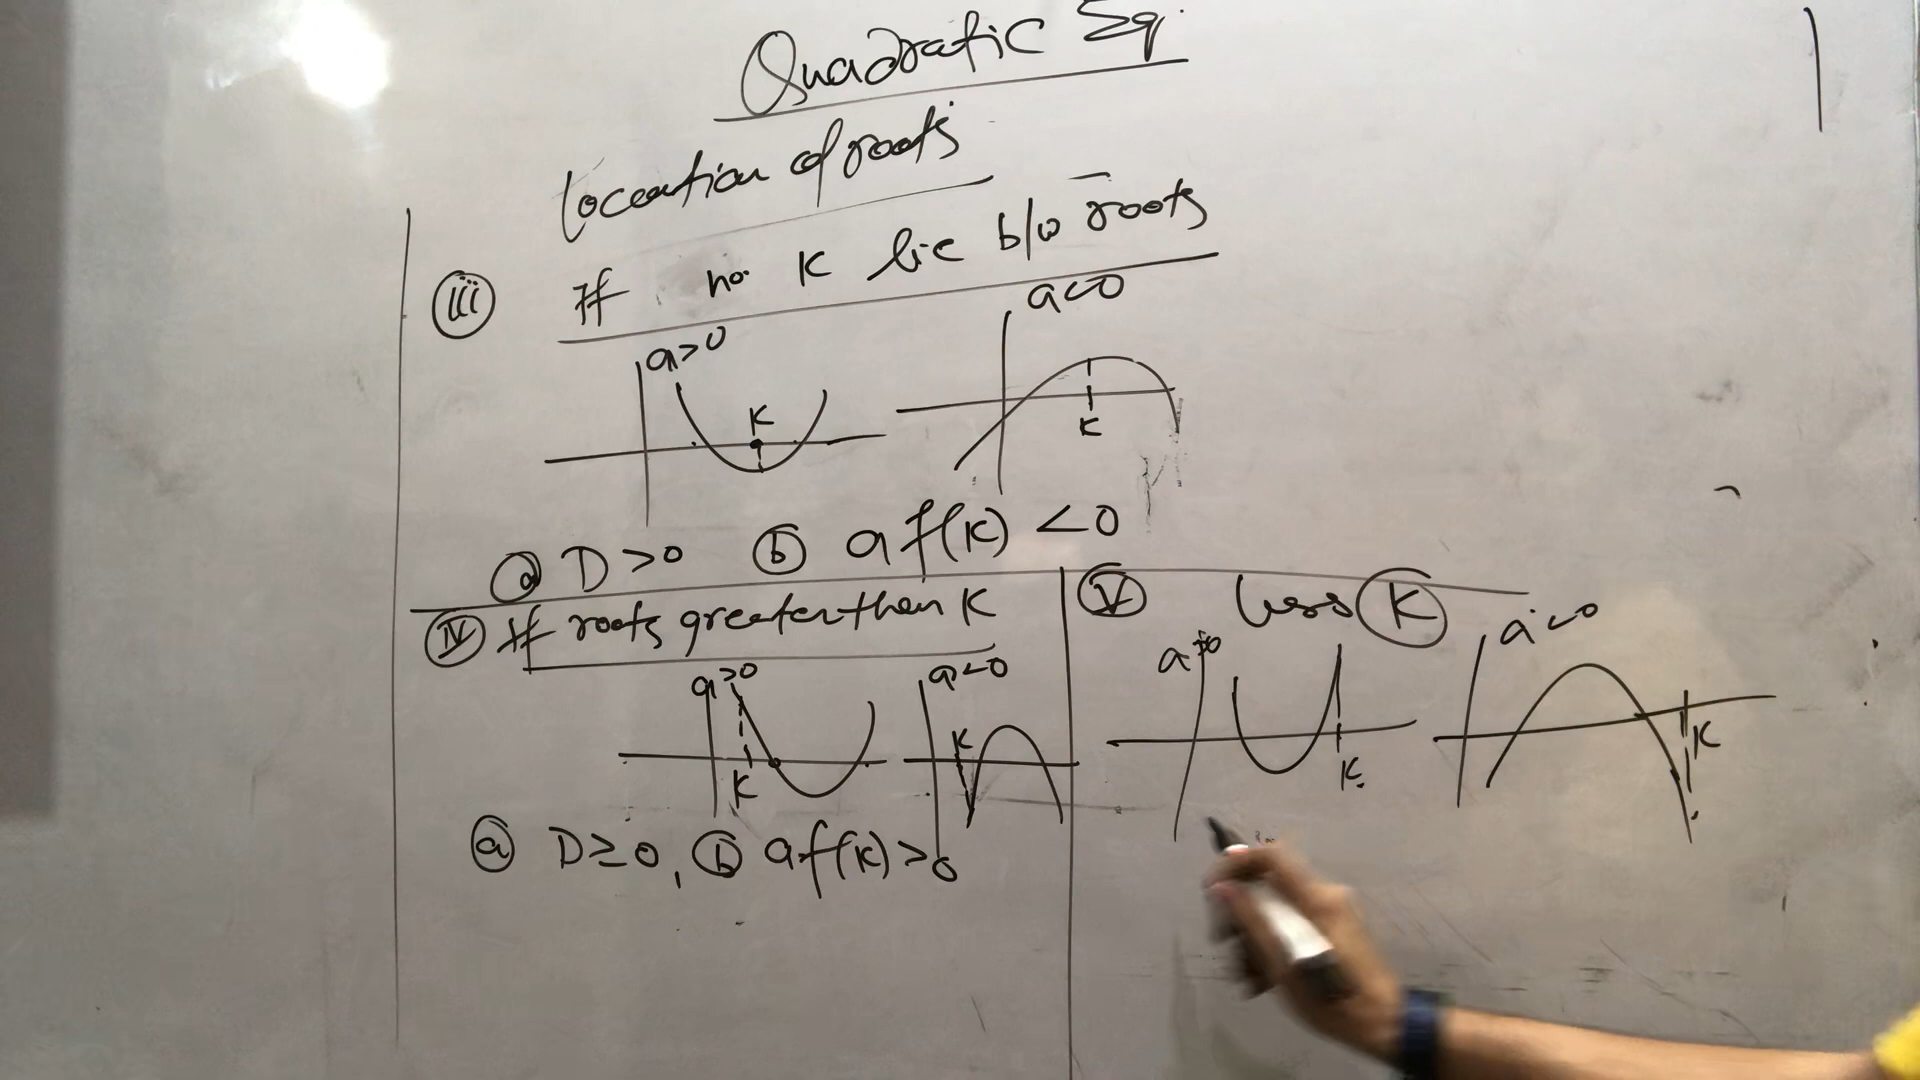 Quadratic Eq.
Location of roots
(iii) If no. K lie b/w roots
a>0
a<0
K
K
(a) D>0 (b) a f(K) <0
(IV) If roots greater than K
a>0
a<0
K
K
(a) D≥0, (b) a f(K)>0
(V) less (K)
a>0
a<0
K.
K